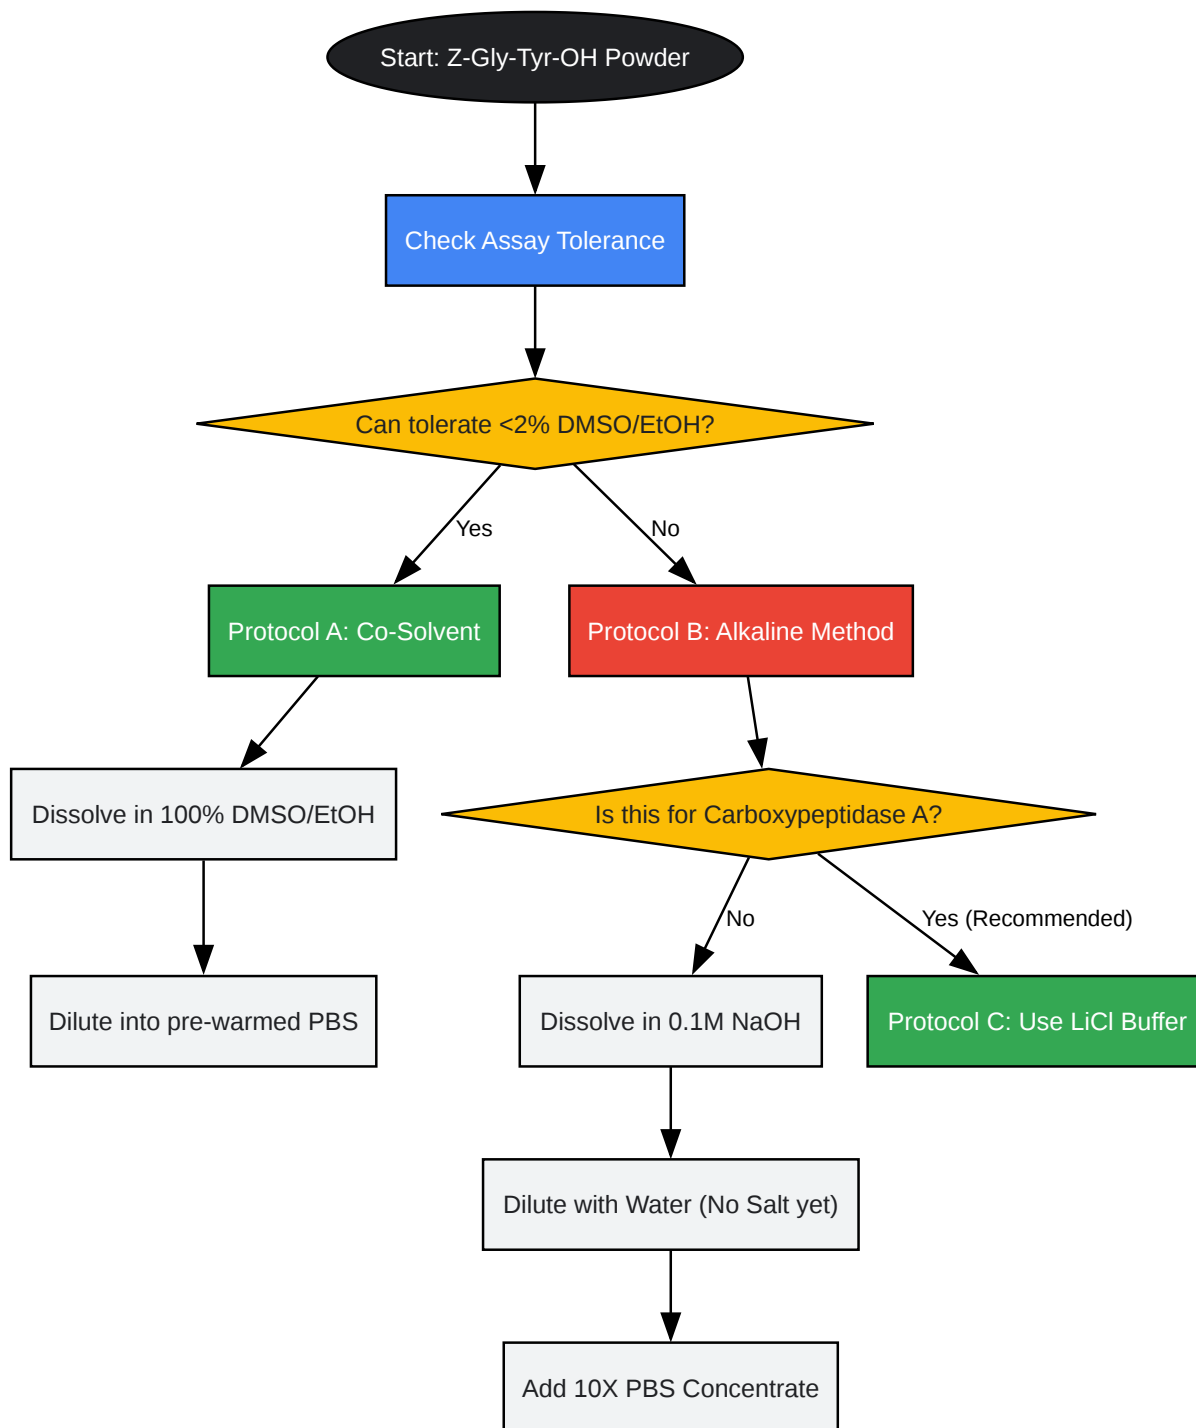 Start: Z-Gly-Tyr-OH Powder
Check Assay Tolerance
Can tolerate <2% DMSO/EtOH?
Yes
No
Protocol A: Co-Solvent
Protocol B: Alkaline Method
Dissolve in 100% DMSO/EtOH
Is this for Carboxypeptidase A?
No
Yes (Recommended)
Dilute into pre-warmed PBS
Dissolve in 0.1M NaOH
Protocol C: Use LiCl Buffer
Dilute with Water (No Salt yet)
Add 10X PBS Concentrate